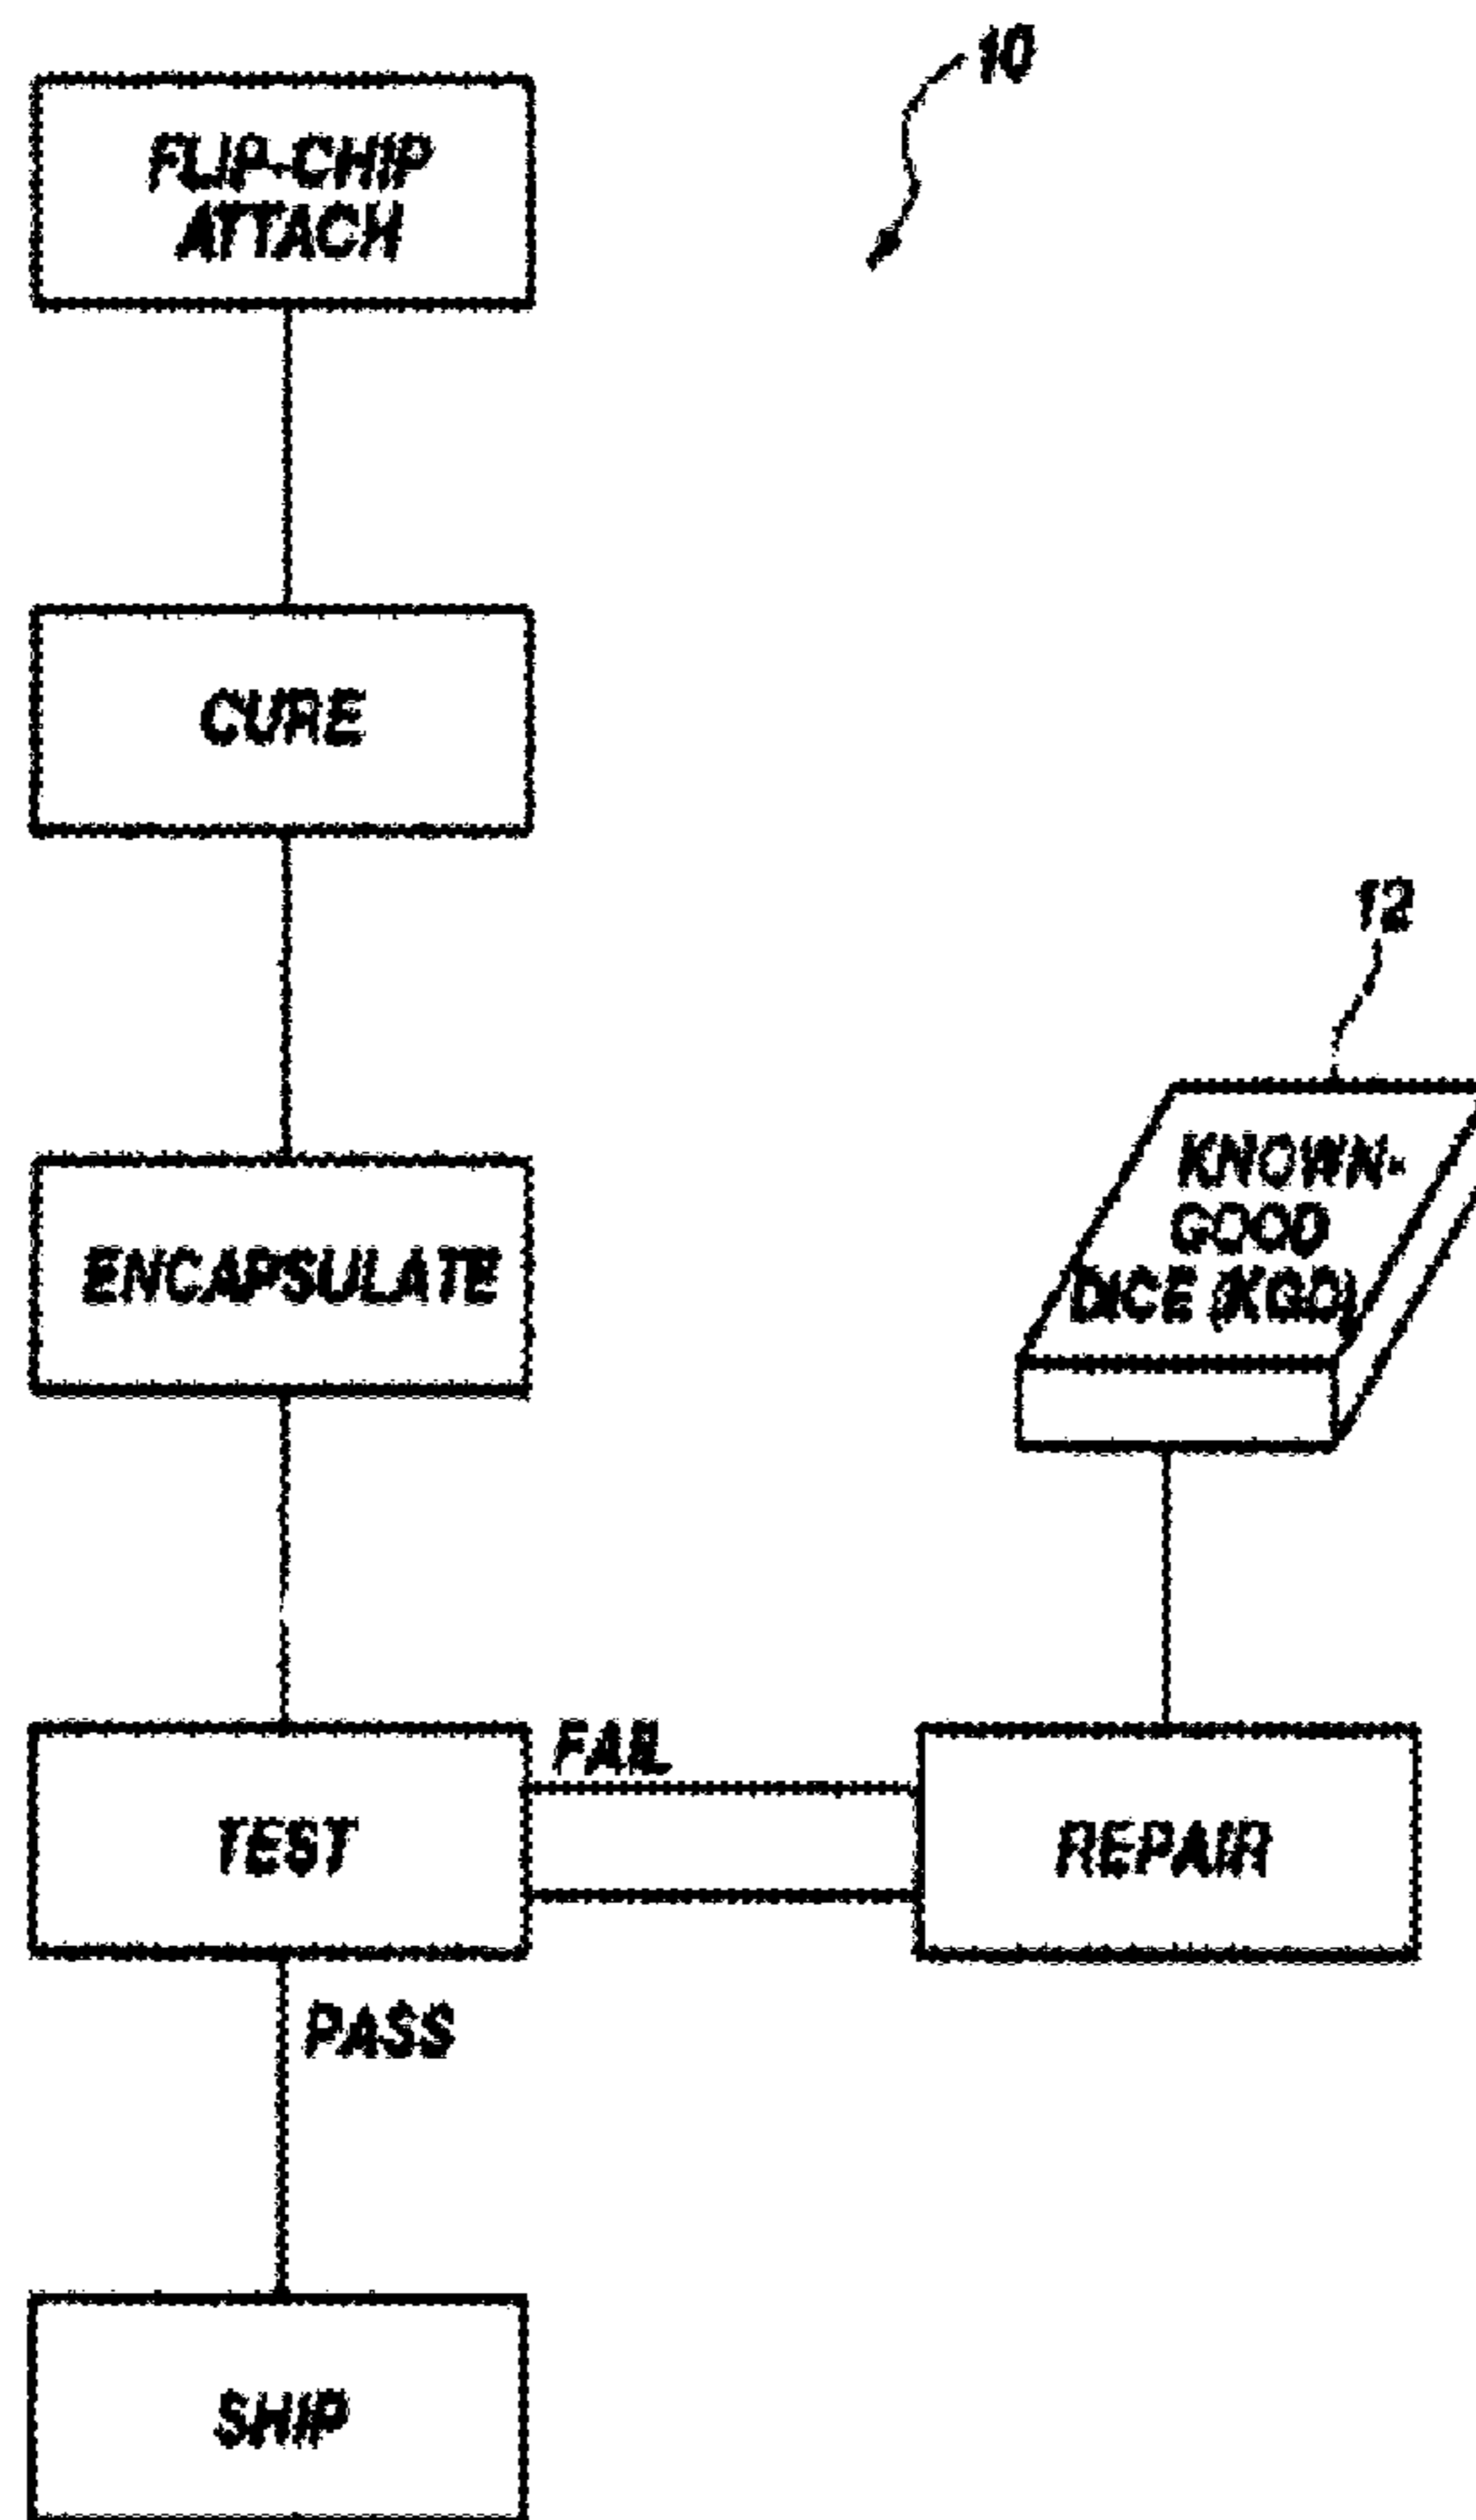 10
FLIP-CHIP
ATTACH
CURE
12
KNOWN-
GOOD
DICE (KGD)
ENCAPSULATE
FAIL
TEST
REPAIR
PASS
SHIP